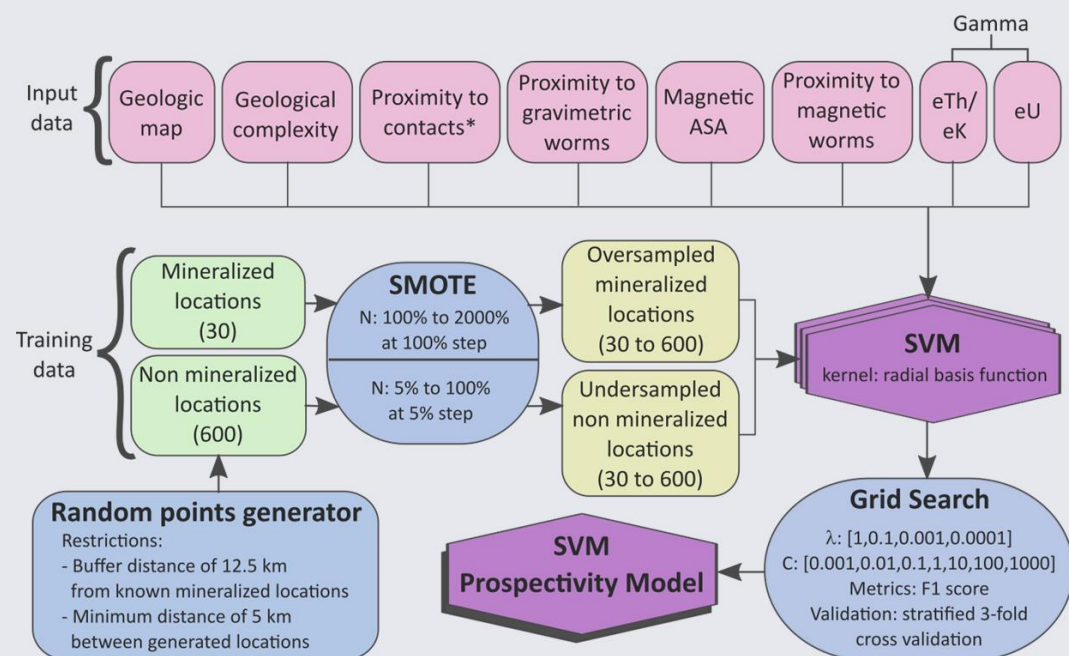 Gamma
Input
data
Geologic
map
Geological
complexity
Proximity to
contacts*
Proximity to
gravimetric
worms
Magnetic
ASA
Proximity to
magnetic
worms
eTh/
eK
eU
Training
data
Mineralized
locations
(30)
Non mineralized
locations
(600)
SMOTE
N: 100% to 2000%
at 100% step
N: 5% to 100%
at 5% step
Oversampled
mineralized
locations
(30 to 600)
Undersampled
non mineralized
locations
(30 to 600)
SVM
kernel: radial basis function
Random points generator
Restrictions:
- Buffer distance of 12.5 km
from known mineralized locations
- Minimum distance of 5 km
between generated locations
SVM
Prospectivity Model
Grid Search
λ: [1,0.1,0.001,0.0001]
C: [0.001,0.01,0.1,1,10,100,1000]
Metrics: F1 score
Validation: stratified 3-fold
cross validation